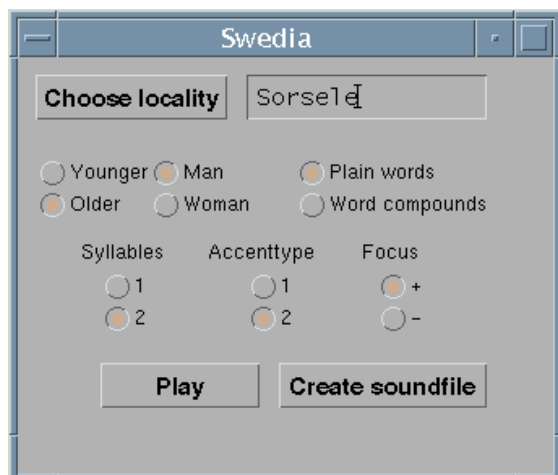 Swedia
Choose locality Sorsele
Younger Man Plain words
Older Woman Word compounds
Syllables Accenttype Focus
1 1 +
2 2 -
Play Create soundfile